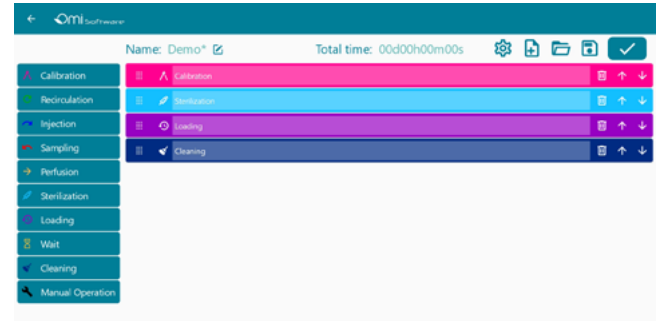 Omi Software
Name: Demo* Total time: 00d00h00m00s
Calibration
Recirculation
Injection
Sampling
Perfusion
Sterilization
Loading
Wait
Cleaning
Manual Operation
Calibration
Sterilization
Loading
Cleaning